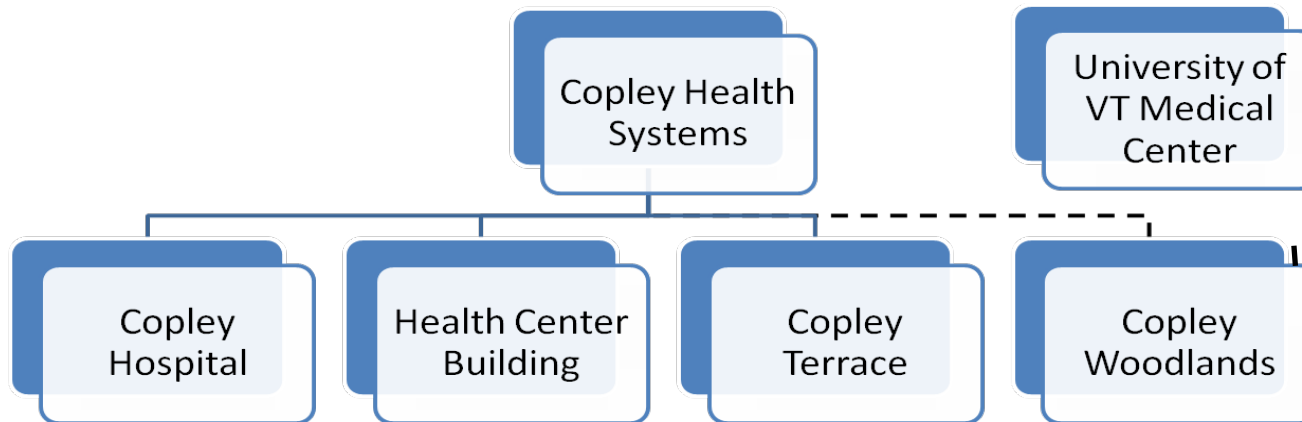 Copley Health
Systems
University of
VT Medical
Center
Copley
Hospital
Health Center
Building
Copley
Terrace
Copley
Woodlands